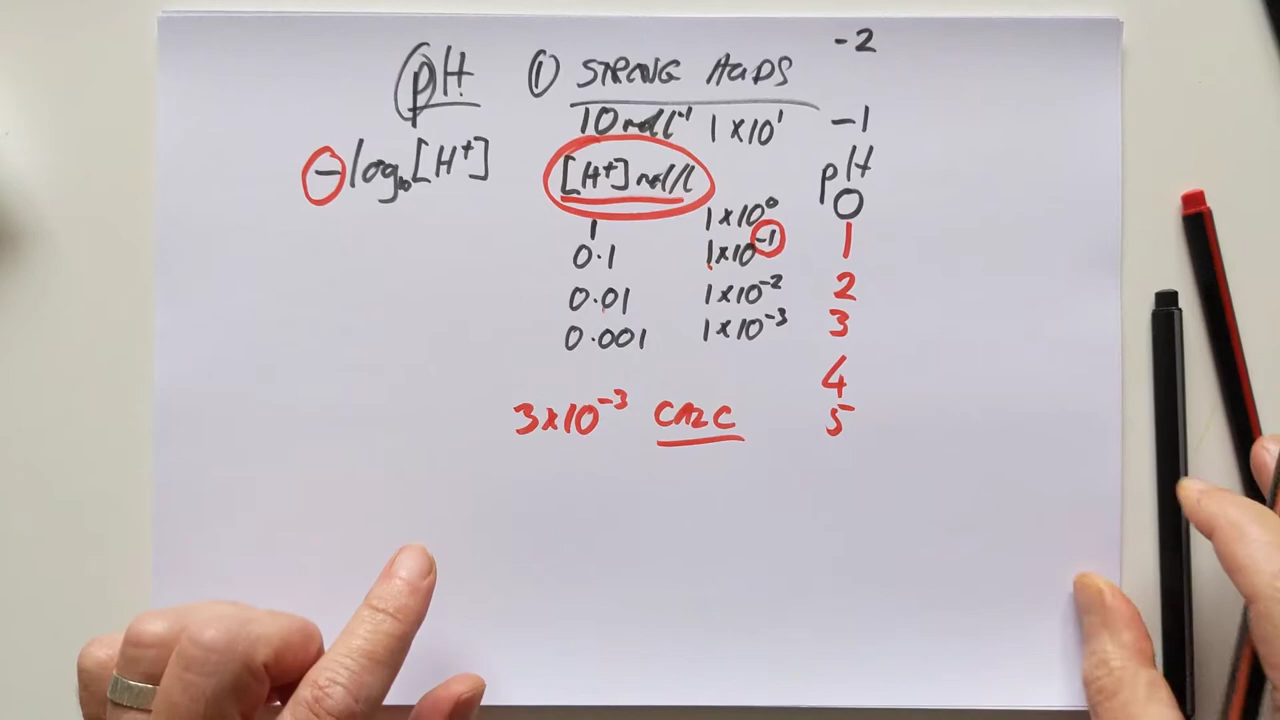 -2
pH ① STRONG ACIDS
10 mol l⁻¹ 1×10¹ -1
-log₁₀[H⁺] [H⁺] mol/l pH
1 1×10⁰ 0
0.1 1×10⁻¹ 1
0.01 1×10⁻² 2
0.001 1×10⁻³ 3
4
3×10⁻³ CALC 5